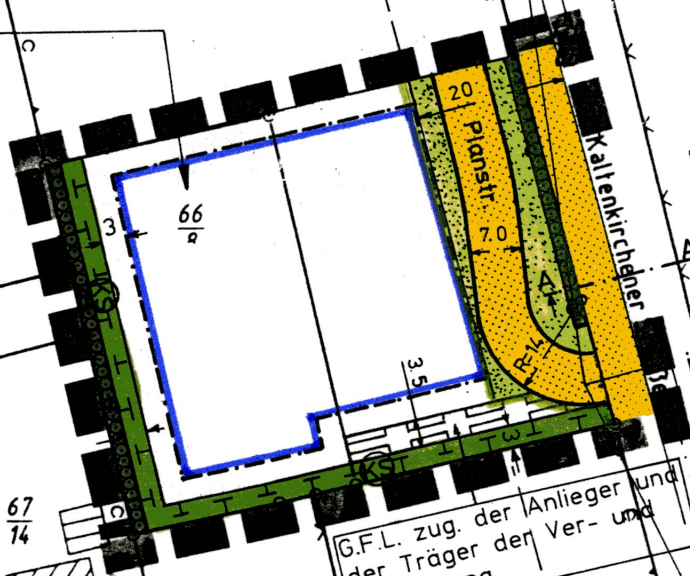 C
20
Planstr.
Kaltenkirchener
66
3
7.0
KS
A
R=14
3.5
3
KS
67
14
C
G.F.L. zug. der Anlieger und
der Träger der Ver- und